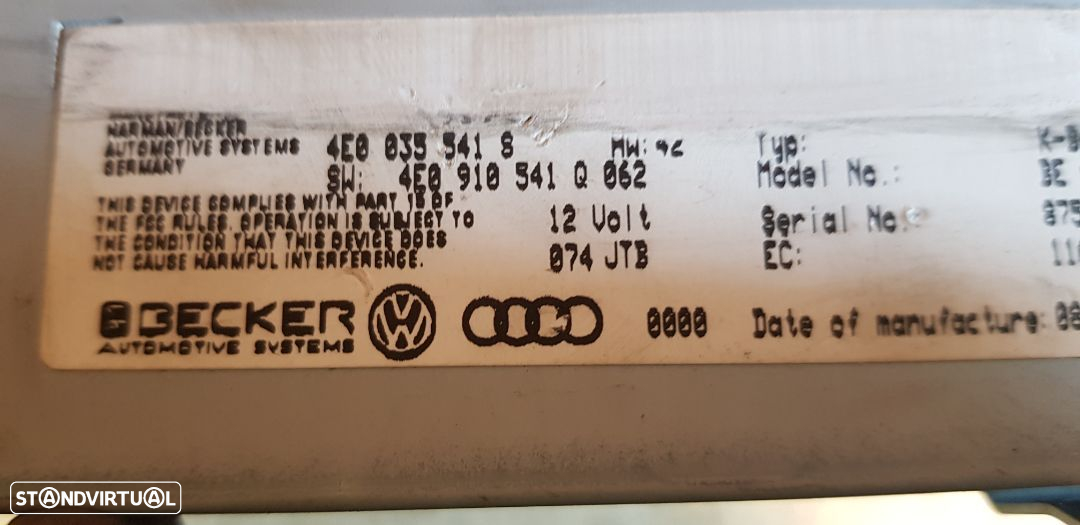 HARMAN/BECKER
AUTOMOTIVE SYSTEMS
GERMANY
4E0 035 541 S
SW: 4E0 910 541 Q 062
THIS DEVICE COMPLIES WITH PART 15 OF
THE FCC RULES. OPERATION IS SUBJECT TO
THE CONDITION THAT THIS DEVICE DOES
NOT CAUSE HARMFUL INTERFERENCE.
12 Volt
074 JTB
Typ:
Model No.:
BE
Serial No.:
EC:
BECKER
AUTOMOTIVE SYSTEMS
VW
0000
Date of manufacture:
STANDVIRTUAL